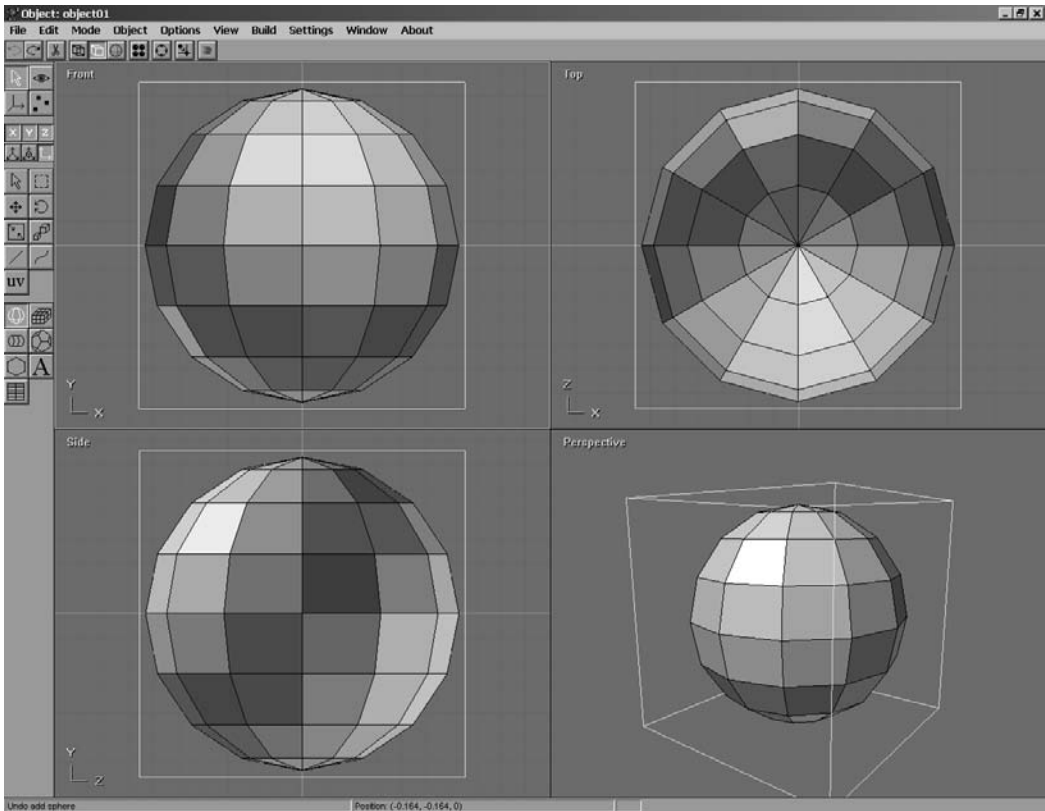 Object: object01
File Edit Mode Object Options View Build Settings Window About
Front
Top
X Y Z
uv
A
Y
X
Z
X
Side
Perspective
Y
Z
Undo add sphere
Position: (-0.164, -0.164, 0)